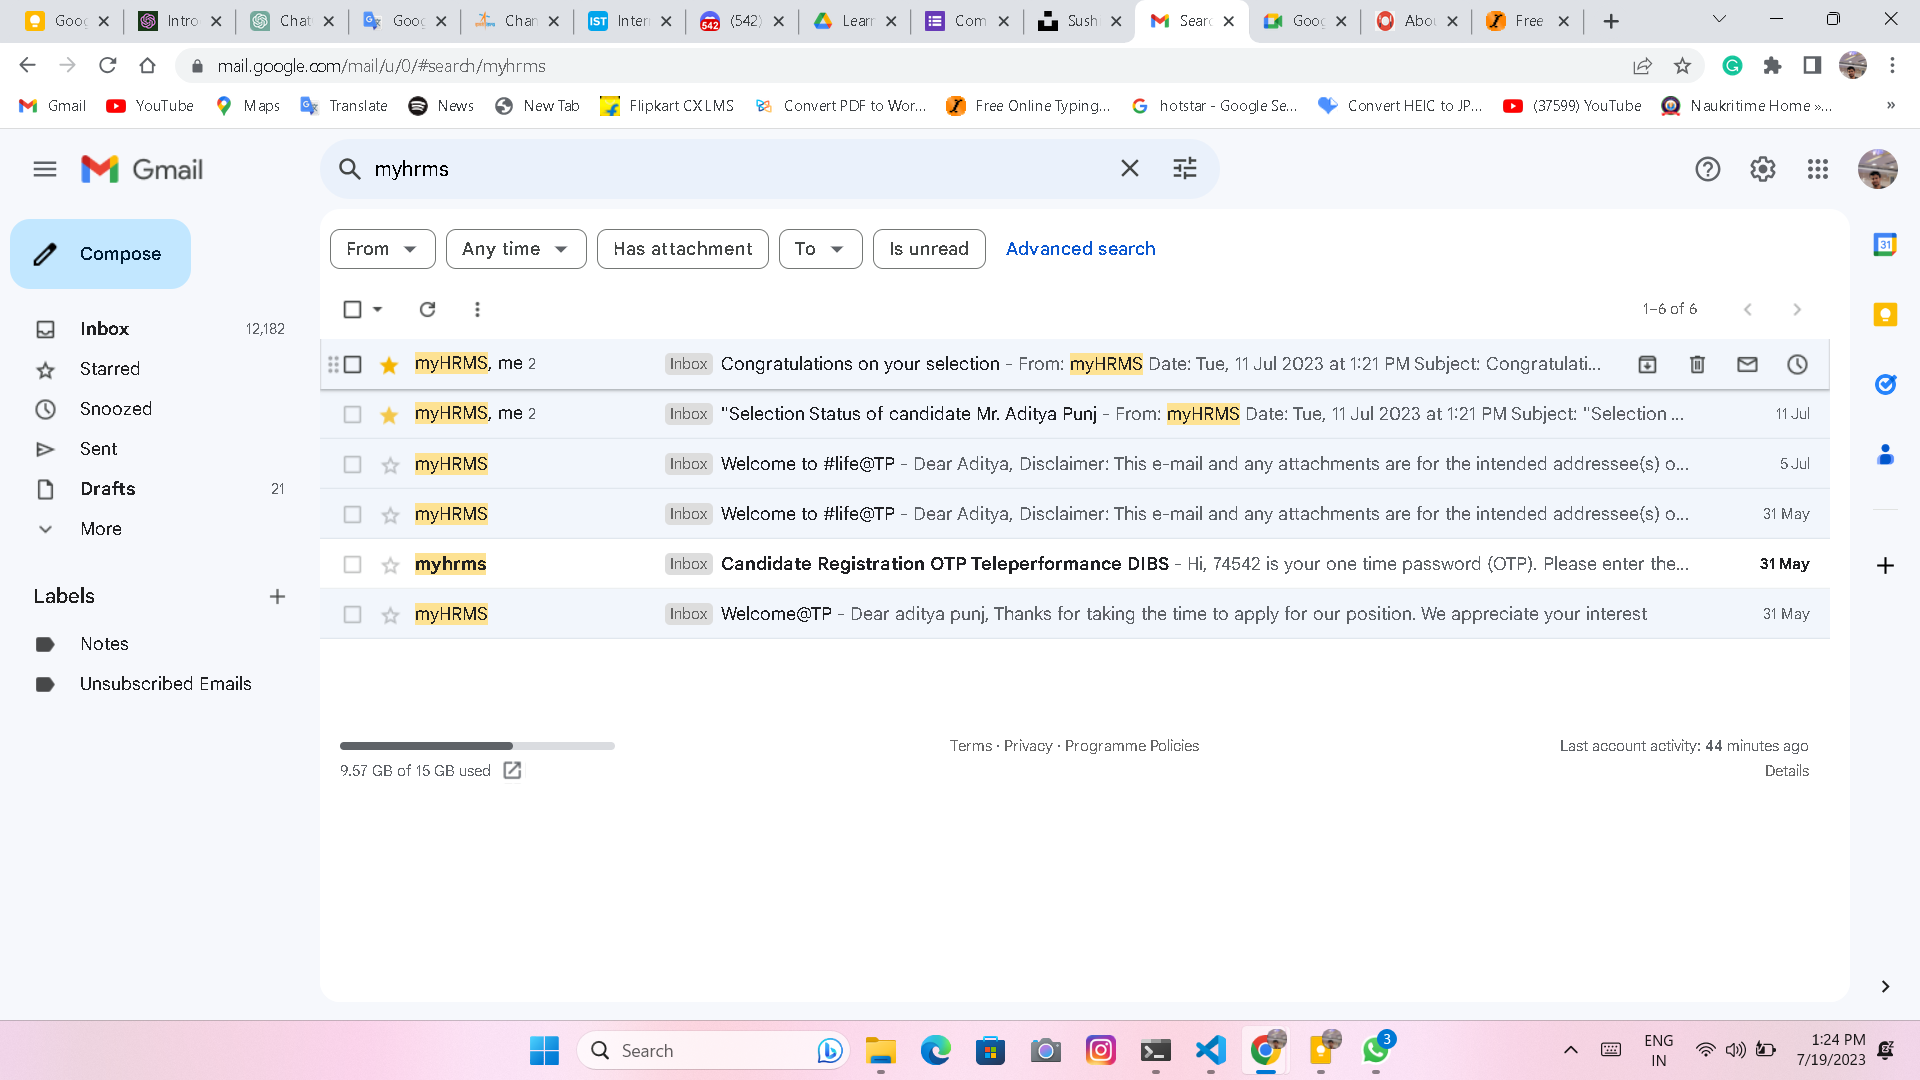 Goog
Intro
Chat
Goog
Chan
IST Intern
542 (542)
Learn
Com
Sushi
Searc
Goog
Abou
Free
mail.google.com/mail/u/0/#search/myhrms
Gmail YouTube Maps Translate News New Tab Flipkart CX LMS Convert PDF to Wor... Free Online Typing... hotstar - Google Se... Convert HEIC to JP... (37599) YouTube Naukritime Home »... »
Gmail
myhrms
Compose
Inbox 12,182
Starred
Snoozed
Sent
Drafts 21
More
Labels
Notes
Unsubscribed Emails
From Any time Has attachment To Is unread Advanced search
1–6 of 6
myHRMS, me 2 Inbox Congratulations on your selection - From: myHRMS Date: Tue, 11 Jul 2023 at 1:21 PM Subject: Congratulati...
myHRMS, me 2 Inbox "Selection Status of candidate Mr. Aditya Punj - From: myHRMS Date: Tue, 11 Jul 2023 at 1:21 PM Subject: "Selection ... 11 Jul
myHRMS Inbox Welcome to #life@TP - Dear Aditya, Disclaimer: This e-mail and any attachments are for the intended addressee(s) o... 5 Jul
myHRMS Inbox Welcome to #life@TP - Dear Aditya, Disclaimer: This e-mail and any attachments are for the intended addressee(s) o... 31 May
myhrms Inbox Candidate Registration OTP Teleperformance DIBS - Hi, 74542 is your one time password (OTP). Please enter the... 31 May
myHRMS Inbox Welcome@TP - Dear aditya punj, Thanks for taking the time to apply for our position. We appreciate your interest 31 May
9.57 GB of 15 GB used
Terms · Privacy · Programme Policies
Last account activity: 44 minutes ago
Details
31
Search
3
ENG
IN
1:24 PM
7/19/2023